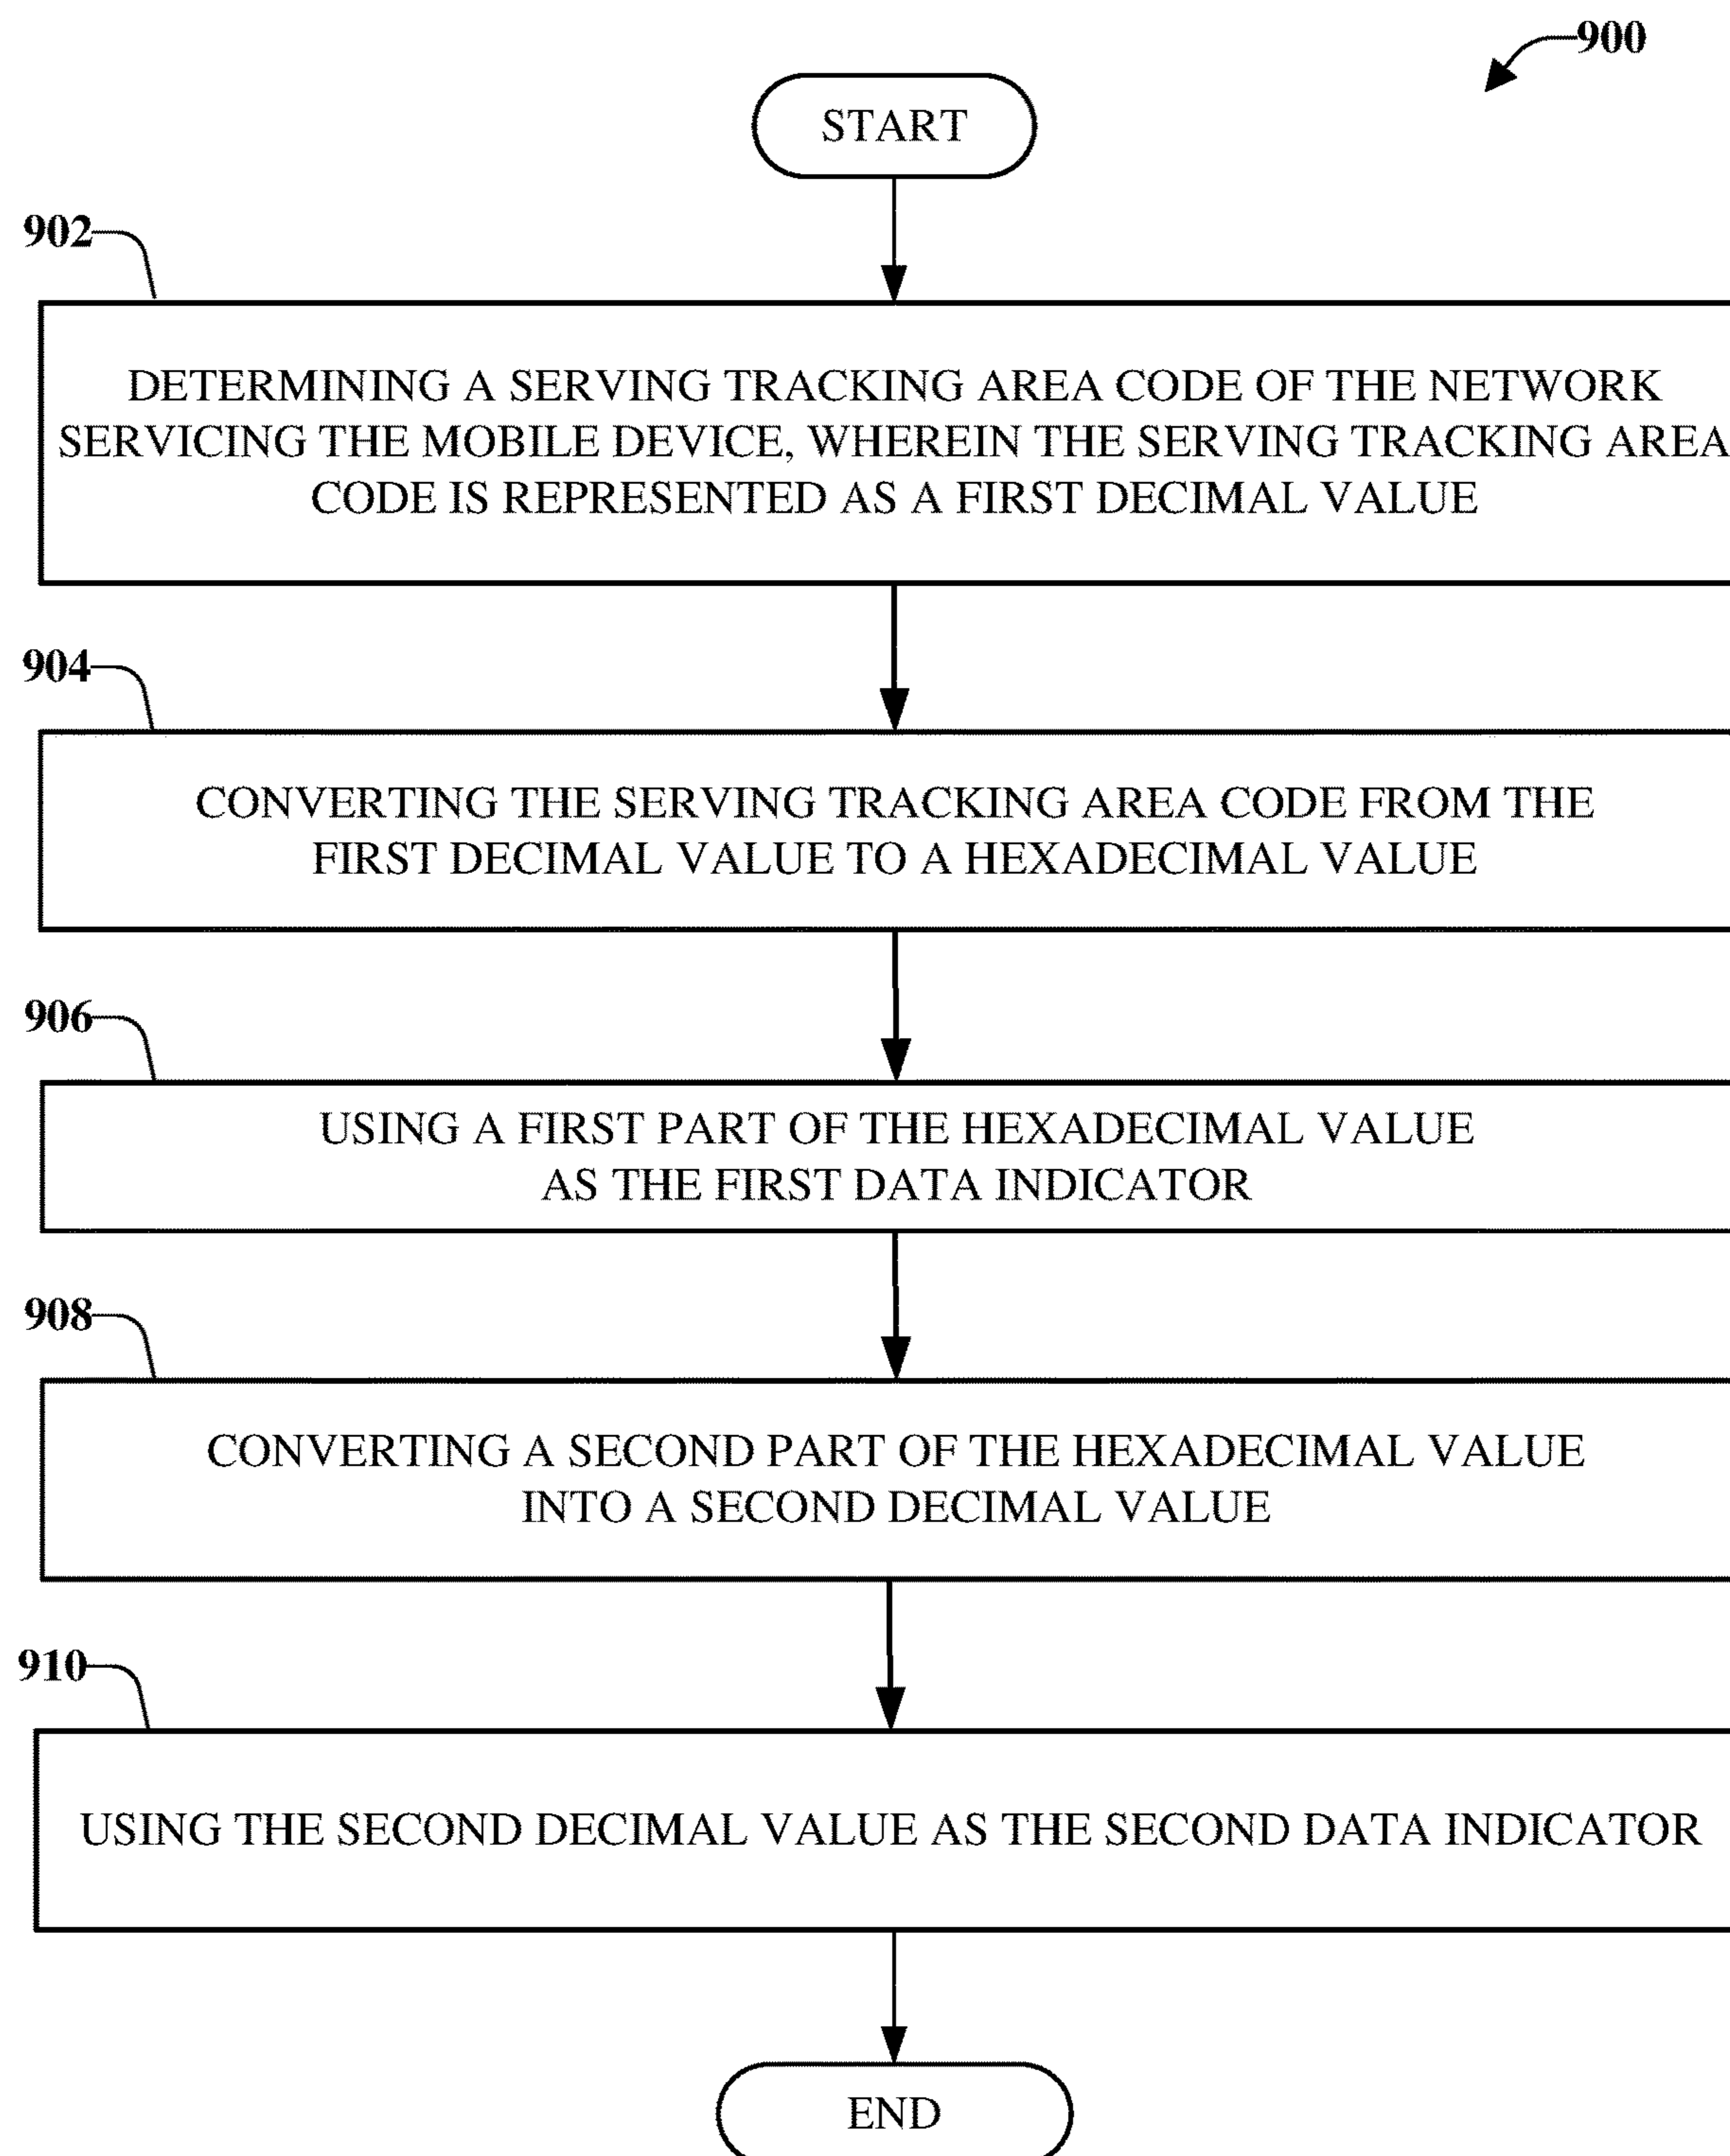 900
START
902
DETERMINING A SERVING TRACKING AREA CODE OF THE NETWORK
SERVICING THE MOBILE DEVICE, WHEREIN THE SERVING TRACKING AREA
CODE IS REPRESENTED AS A FIRST DECIMAL VALUE
904
CONVERTING THE SERVING TRACKING AREA CODE FROM THE
FIRST DECIMAL VALUE TO A HEXADECIMAL VALUE
906
USING A FIRST PART OF THE HEXADECIMAL VALUE
AS THE FIRST DATA INDICATOR
908
CONVERTING A SECOND PART OF THE HEXADECIMAL VALUE
INTO A SECOND DECIMAL VALUE
910
USING THE SECOND DECIMAL VALUE AS THE SECOND DATA INDICATOR
END